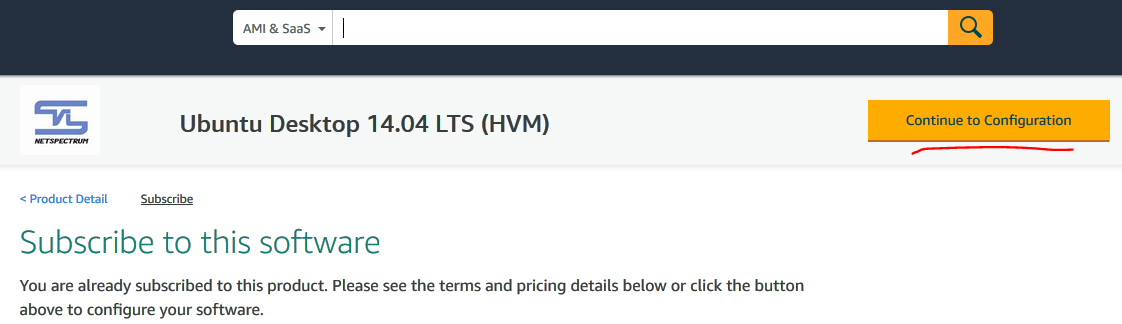 AMI & SaaS
Ubuntu Desktop 14.04 LTS (HVM)
Continue to Configuration
NETSPECTRUM
< Product Detail
Subscribe
Subscribe to this software
You are already subscribed to this product. Please see the terms and pricing details below or click the button
above to configure your software.